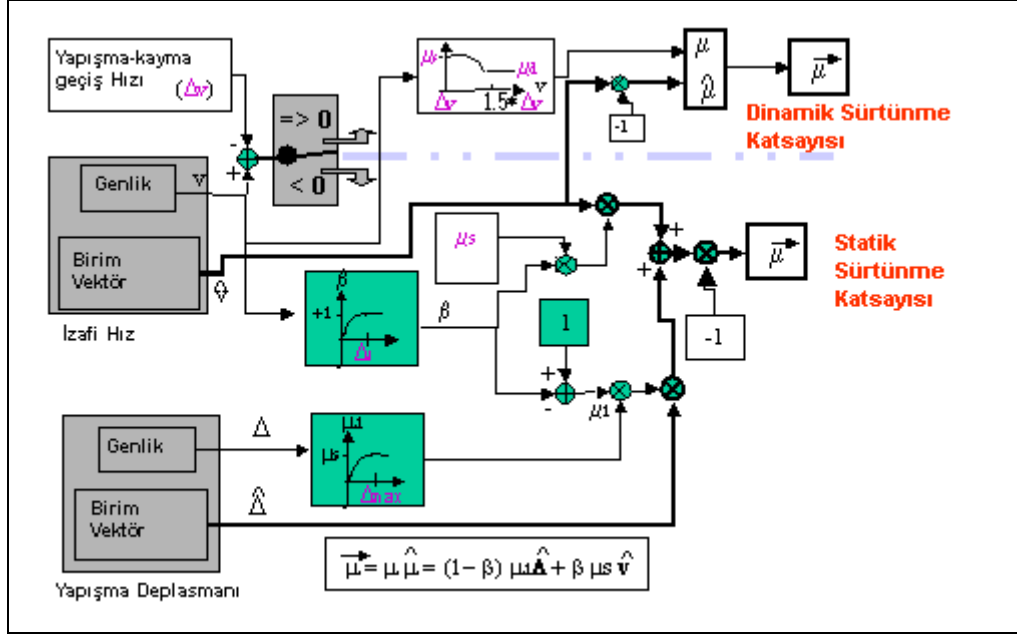 Yapışma-kayma
geçiş Hızı
(Δv)
μs
μd
v
Δv
1.5*
Δv
μ
μ̂
μ⃗
-1
Dinamik Sürtünme
Katsayısı
-
+
=> 0
< 0
Genlik
v
Birim
Vektör
v̂
İzafi Hız
μs
β
+1
Δv
β
1
+
-
μ1
+
+
μ⃗
-1
Statik
Sürtünme
Katsayısı
Genlik
Δ
Birim
Vektör
Δ̂
μ1
μs
Δmax
Yapışma Deplasmanı
μ⃗ = μ μ̂ = (1- β) μ1Δ̂ + β μs v̂